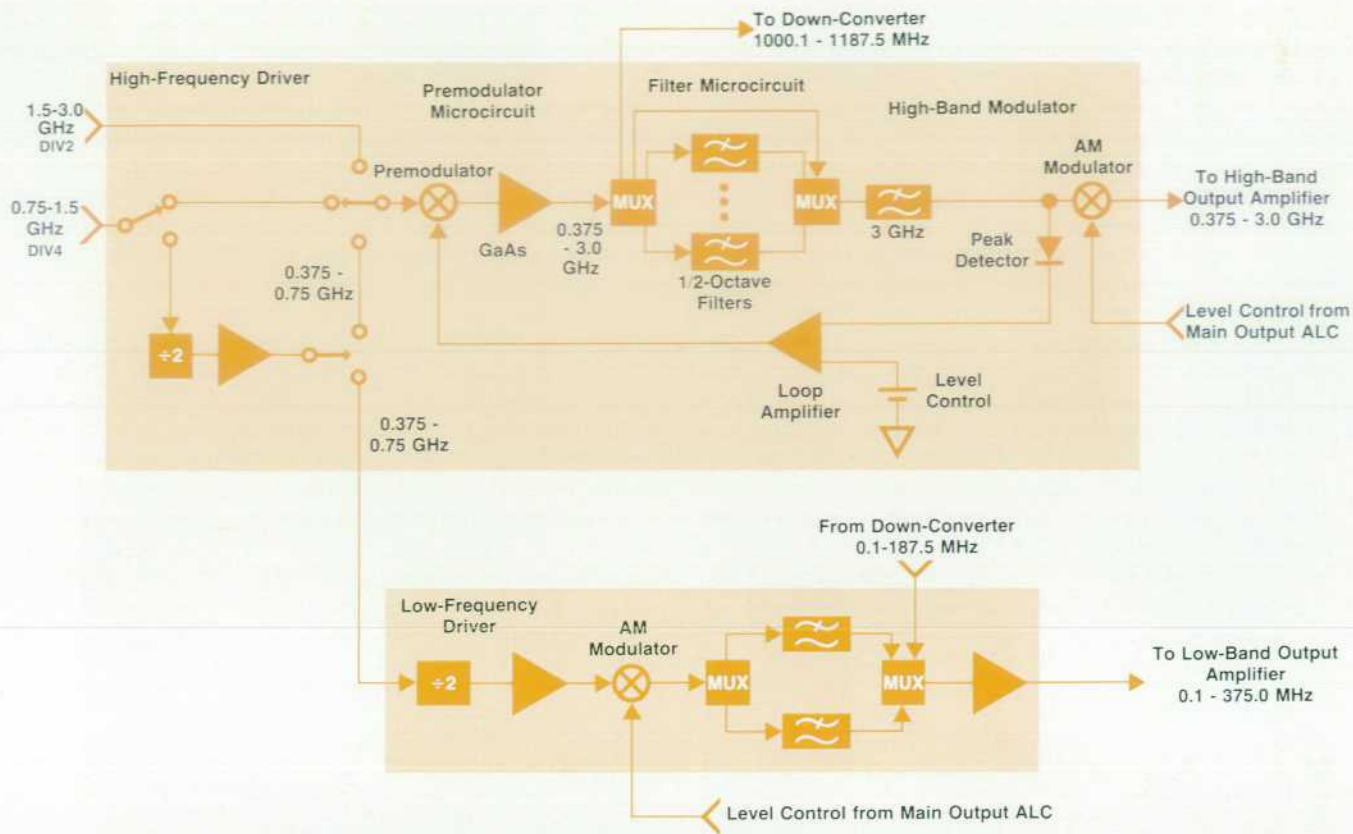 To Down-Converter
1000.1 - 1187.5 MHz
High-Frequency Driver
Premodulator
Microcircuit
Filter Microcircuit
High-Band Modulator
1.5-3.0
GHz
DIV2
AM
Modulator
Premodulator
MUX
MUX
To High-Band
Output Amplifier
0.375 - 3.0 GHz
0.75-1.5
GHz
DIV4
GaAs
0.375
- 3.0
GHz
3 GHz
Peak
Detector
1/2-Octave
Filters
0.375 -
0.75 GHz
Level Control from
Main Output ALC
÷2
Loop
Amplifier
Level
Control
0.375 -
0.75 GHz
From Down-Converter
0.1-187.5 MHz
Low-Frequency
Driver
AM
Modulator
÷2
MUX
MUX
To Low-Band Output
Amplifier
0.1 - 375.0 MHz
Level Control from Main Output ALC